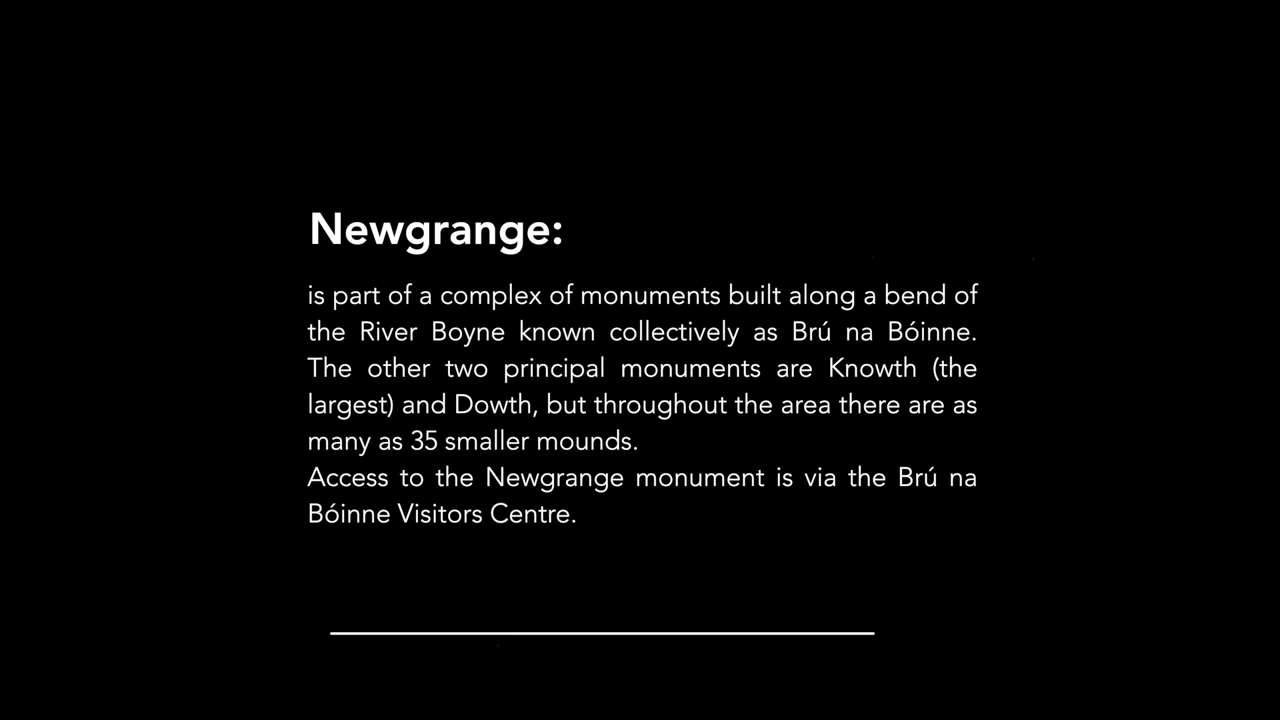 Newgrange:
is part of a complex of monuments built along a bend of
the River Boyne known collectively as Brú na Bóinne.
The other two principal monuments are Knowth (the
largest) and Dowth, but throughout the area there are as
many as 35 smaller mounds.
Access to the Newgrange monument is via the Brú na
Bóinne Visitors Centre.